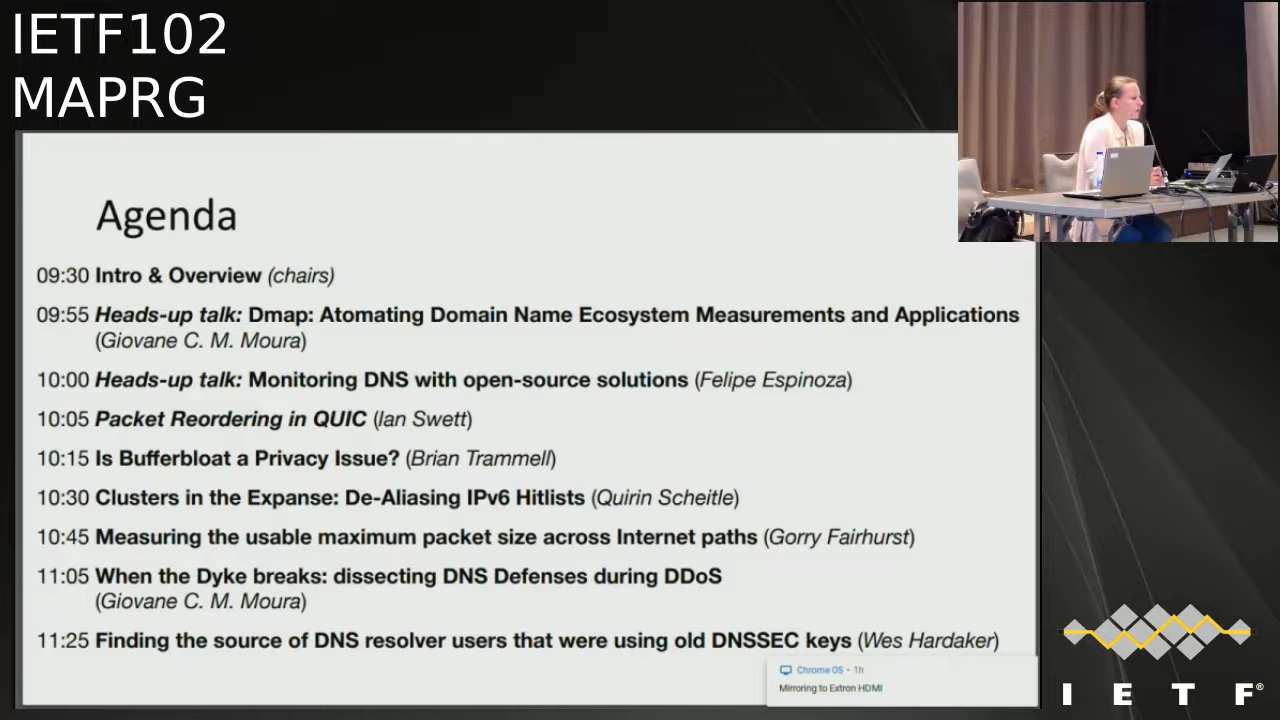 IETF102
MAPRG
Agenda
09:30 Intro & Overview (chairs)
09:55 Heads-up talk: Dmap: Atomating Domain Name Ecosystem Measurements and Applications
(Giovane C. M. Moura)
10:00 Heads-up talk: Monitoring DNS with open-source solutions (Felipe Espinoza)
10:05 Packet Reordering in QUIC (Ian Swett)
10:15 Is Bufferbloat a Privacy Issue? (Brian Trammell)
10:30 Clusters in the Expanse: De-Aliasing IPv6 Hitlists (Quirin Scheitle)
10:45 Measuring the usable maximum packet size across Internet paths (Gorry Fairhurst)
11:05 When the Dyke breaks: dissecting DNS Defenses during DDoS
(Giovane C. M. Moura)
11:25 Finding the source of DNS resolver users that were using old DNSSEC keys (Wes Hardaker)
Chrome OS • 1h
Mirroring to Extron HDMI
I E T F®